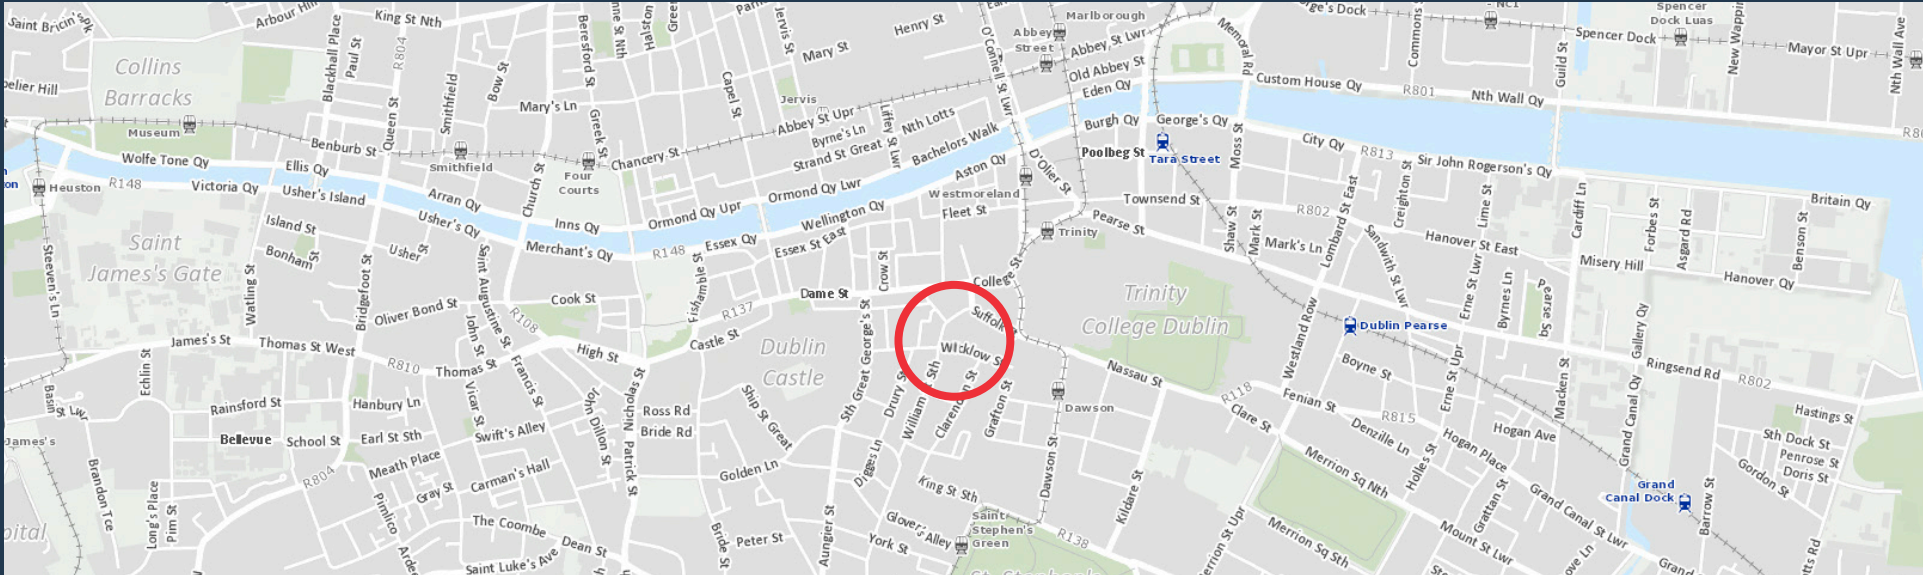 Saint Bricin's Pk
Arbour Hill
Blackhall Place
Paul St
R804
King St Nth
Beresford St
Halston
Jervis St
Mary St
Henry St
O'Connell St Lwr
Abbey
Street
Marlborough
Abbey St Lwr
Old Abbey St
Eden Qy
Memorial Rd
Custom House Qy
R801
Commons St
Nth Wall Qy
Spencer
Dock Luas
Spencer Dock
Guild St
Mayor St Upr
Nth Wall Ave
Collins
Barracks
Museum
Queen St
Smithfield
Bow St
Mary's Ln
Greek St
Capel St
Jervis
Abbey St Upr
Byrne's Ln
Strand St Great
Liffey St Lwr
Nth Lotts
Bachelors Walk
Benburb St
Smithfield
Four
Courts
Chancery St
Church St
Wolfe Tone Qy
Ellis Qy
Arran Qy
Inns Qy
Ormond Qy Upr
Ormond Qy Lwr
Aston Qy
Burgh Qy
George's Qy
Poolbeg St
Tara Street
Moss St
City Qy
R813
Sir John Rogerson's Qy
Britain Qy
Heuston
R148
Victoria Qy
Usher's Island
Usher's Qy
Merchant's Qy
R148
Essex Qy
Wellington Qy
Essex St East
Westmoreland
Fleet St
D'Olier St
Townsend St
Pearse St
Trinity
College St
Shaw St
Mark St
Mark's Ln
R802
Lombard St East
Creighton St
Lime St
Cardiff Ln
Forbes St
Asgard Rd
Benson St
Hanover St East
Sandwith St Lwr
Misery Hill
Hanover Qy
Saint
James's Gate
Steeven's Ln
Island St
Bonham St
Usher St
Watling St
Bridgefoot St
Oliver Bond St
Saint Augustine St
Cook St
R108
Fishamble St
R137
Dame St
Crow St
Suffolk St
Wicklow St
Castle St
Dublin
Castle
Sth Great George's St
Drury St
William St Sth
Clarendon St
Grafton St
Trinity
College Dublin
Nassau St
Dawson
Dawson St
Westland Row
Dublin Pearse
Boyne St
Erne St Lwr
Byrnes Ln
Pearse Sq
Gallery Qy
Ringsend Rd
R802
James's St
Thomas St West
R810
Thomas St
John St
Francis St
High St
Nicholas St
Echlin St
Basin St Lwr
Rainsford St
Hanbury Ln
Vicar St
Bellevue
School St
Earl St Sth
Swift's Alley
John Dillon St
Ross Rd
Bride Rd
Patrick St
Ship St Great
Golden Ln
Digges Ln
King St Sth
R118
Clare St
Fenian St
R815
Denzille Ln
Erne St Upr
Hogan Ave
Hogan Place
Macken St
Grand Canal Qy
Hastings St
Sth Dock St
Penrose St
Doris St
Gordon St
Merrion Sq Nth
Holles St
Grattan St
Grand Canal St Lwr
Grand
Canal Dock
Barrow St
Meath Place
Gray St
Carman's Hall
R804
Brandon Tce
Long's Place
Pim St
Pimlico
The Coombe
Dean St
Saint Luke's Ave
Bride St
Peter St
Aungier St
Glover's Alley
York St
Saint
Stephen's
Green
R138
Kildare St
Merrion Sq Sth
Mount St Lwr